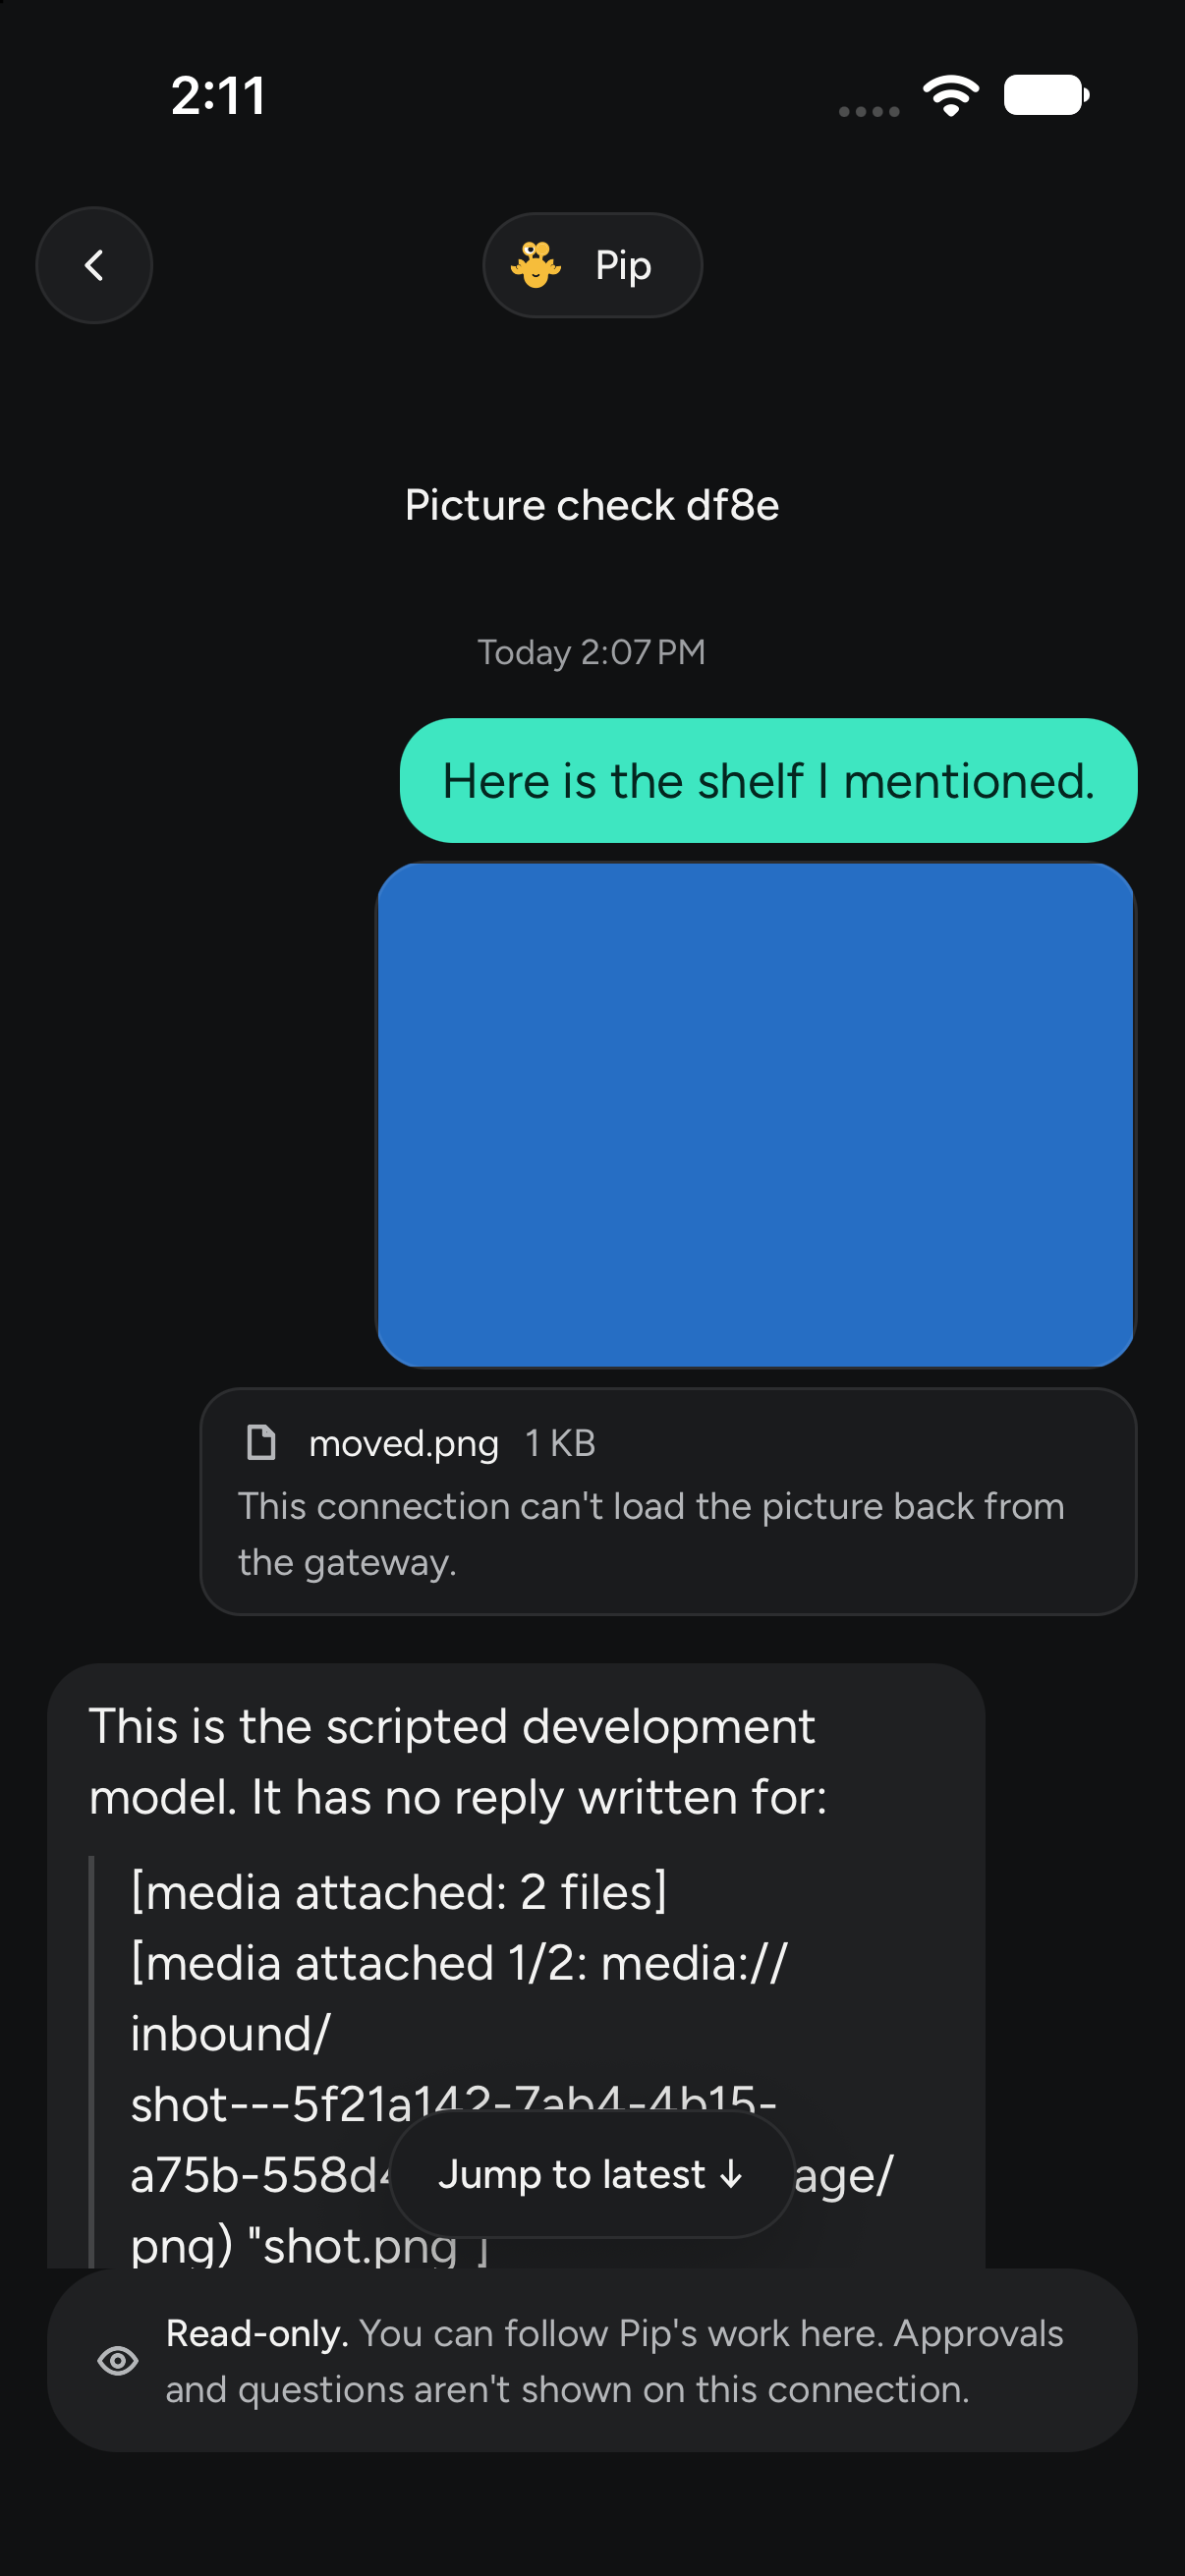 2:11
Pip
Picture check df8e
Today 2:07 PM
Here is the shelf I mentioned.
moved.png 1 KB
This connection can't load the picture back from
the gateway.
This is the scripted development
model. It has no reply written for:
[media attached: 2 files]
[media attached 1/2: media://
inbound/
shot---5f21a142-7ab4-4b15-
a75b-558d age/
Jump to latest ↓
png) "shot.png"]
Read-only. You can follow Pip's work here. Approvals
and questions aren't shown on this connection.